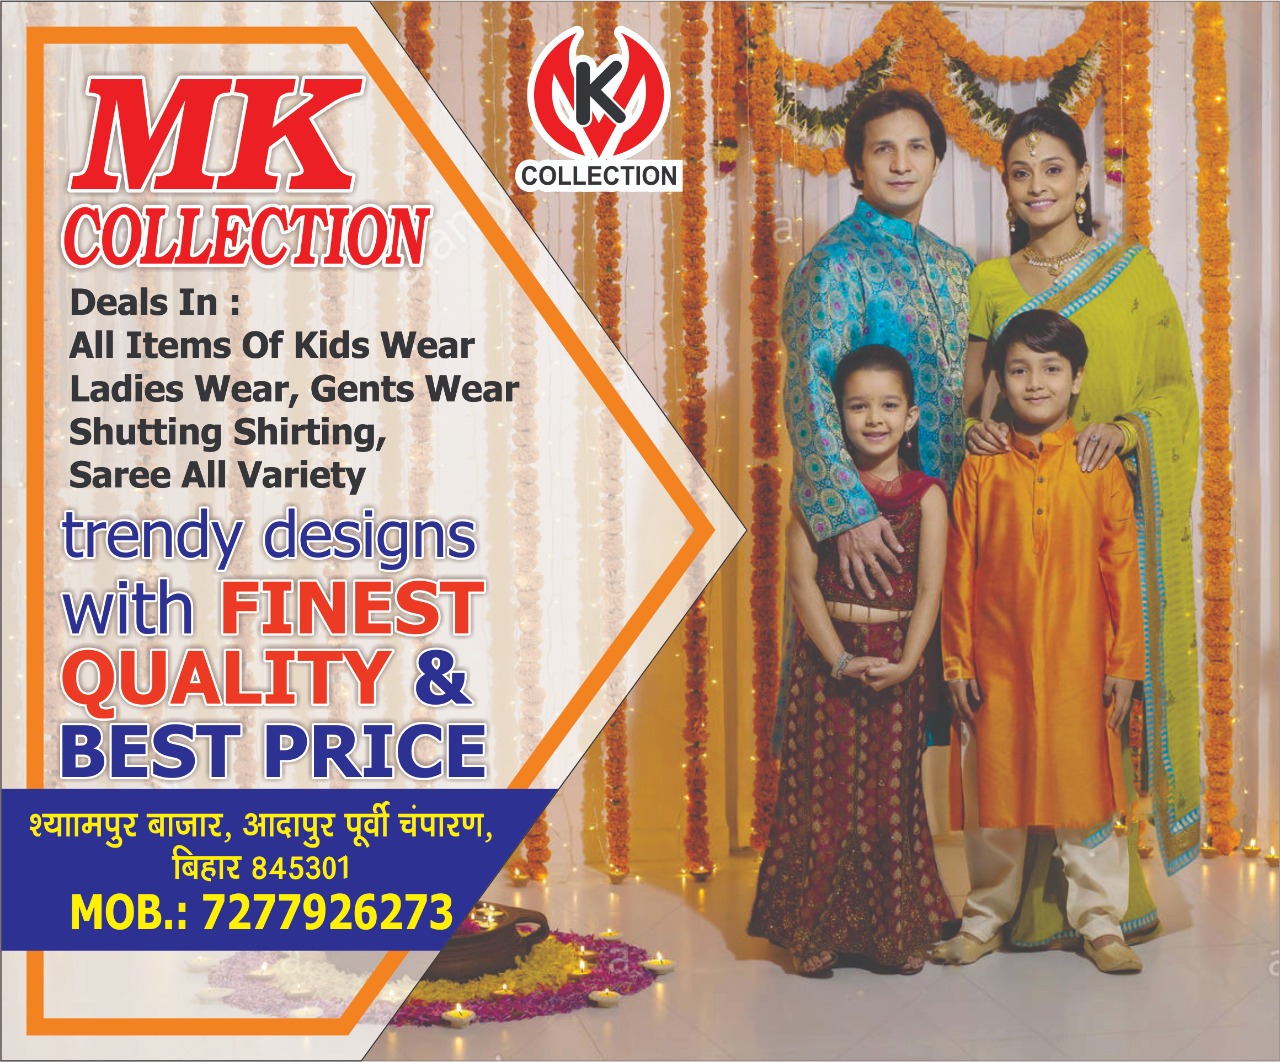 MK
COLLECTION
Deals In :
All Items Of Kids Wear
Ladies Wear, Gents Wear
Shutting Shirting,
Saree All Variety
trendy designs
with FINEST
QUALITY &
BEST PRICE
श्याामपुर बाजार, आदापुर पूर्वी चंपारण,
बिहार 845301
MOB.: 7277926273
MK
COLLECTION